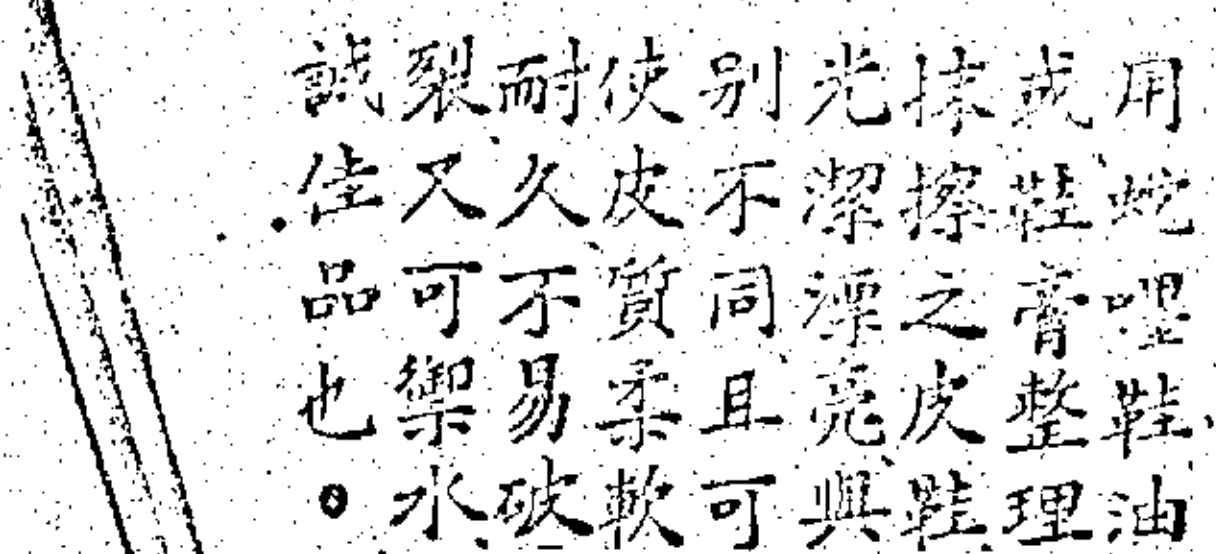 用蛇哩鞋油
或鞋膏整理
抹擦之皮鞋
光潔漂亮與
別不同且可
使皮質柔軟
耐久不易破
裂又可禦水
誠佳品也。